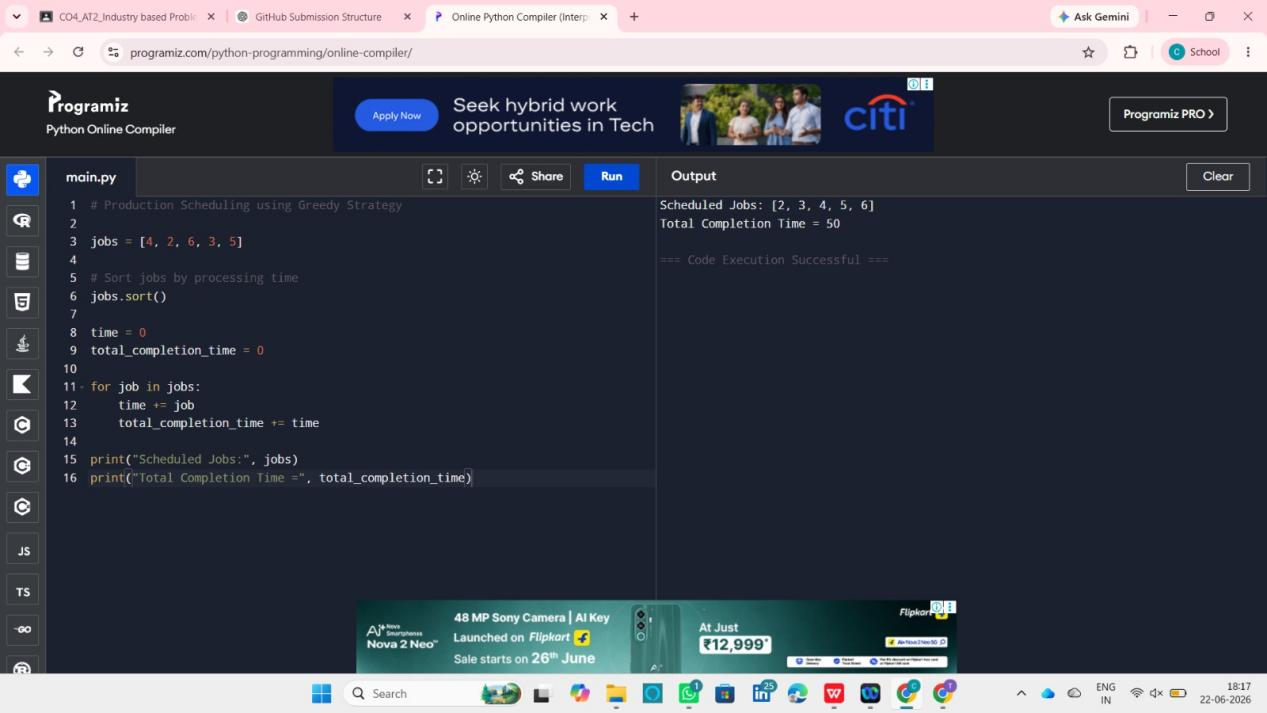 CO4_AT2_Industry based Probl
GitHub Submission Structure
Online Python Compiler (Interp
Ask Gemini
programiz.com/python-programming/online-compiler/
C
School
Programiz
Python Online Compiler
Apply Now
Seek hybrid work
opportunities in Tech
citi
Programiz PRO >
main.py
Share
Run
Output
Clear
1 # Production Scheduling using Greedy Strategy
2
3 jobs = [4, 2, 6, 3, 5]
4
5 # Sort jobs by processing time
6 jobs.sort()
7
8 time = 0
9 total_completion_time = 0
10
11 for job in jobs:
12 time += job
13 total_completion_time += time
14
15 print("Scheduled Jobs:", jobs)
16 print("Total Completion Time =", total_completion_time)
Scheduled Jobs: [2, 3, 4, 5, 6]
Total Completion Time = 50
=== Code Execution Successful ===
JS
TS
GO
Ai+ Nova
Smartphones
Nova 2 Neo
48 MP Sony Camera | AI Key
Launched on Flipkart
Sale starts on 26th June
At Just
₹12,999*
Flipkart
Search
1
25
C
T
ENG
IN
18:17
22-06-2026